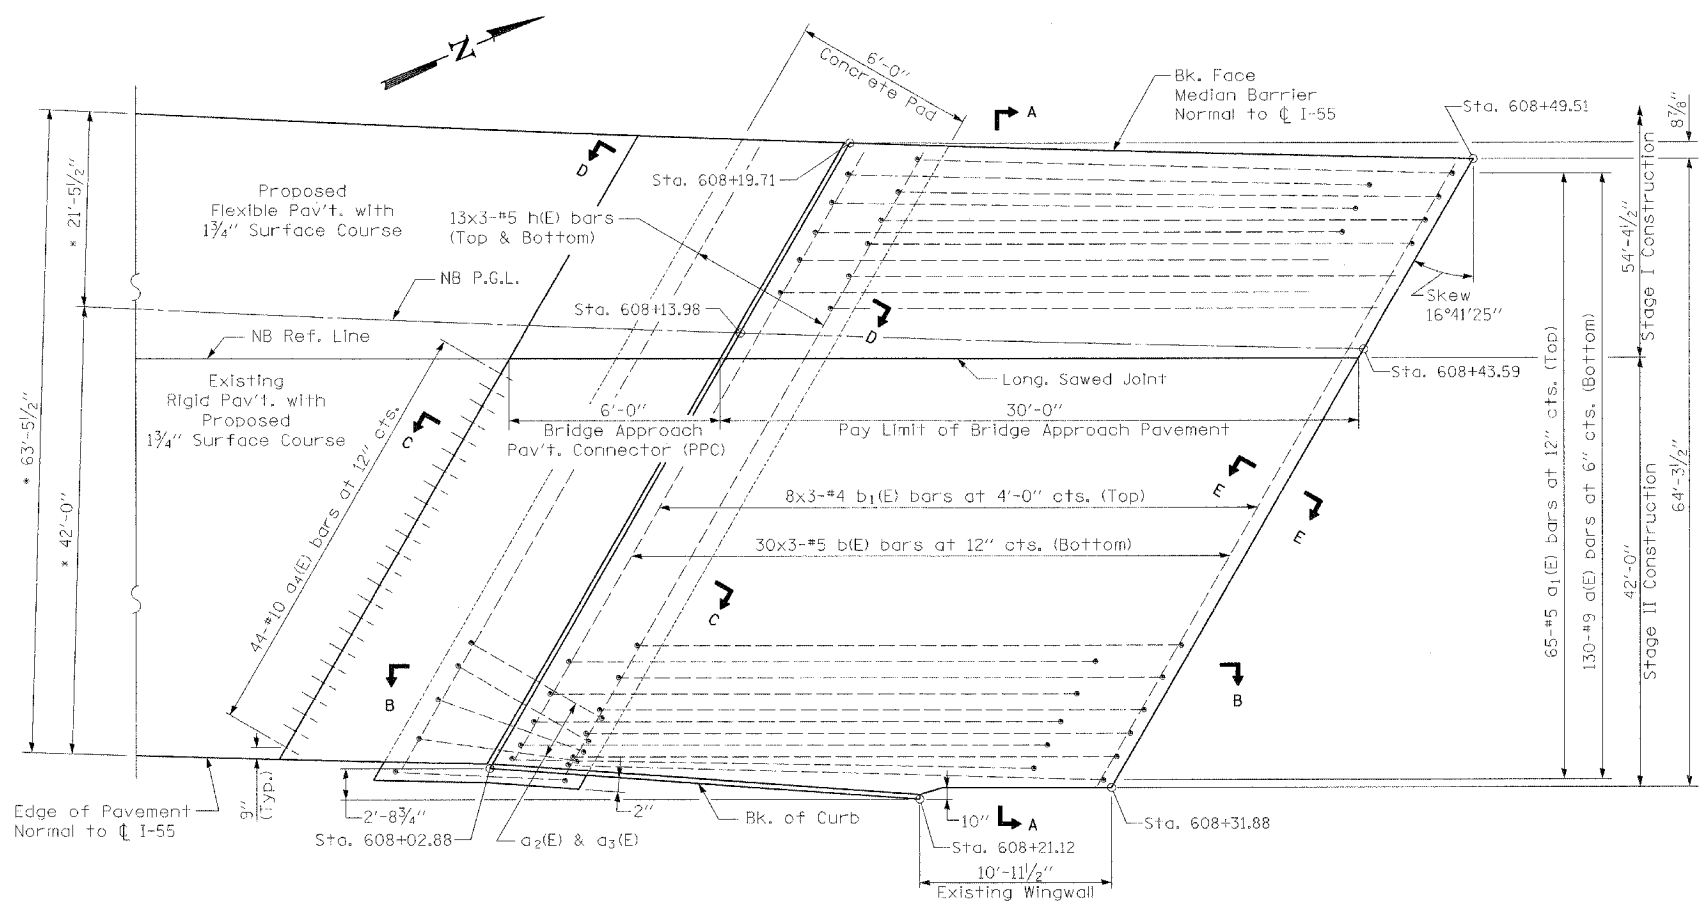 N
6'-0"
Concrete Pad
A
Bk. Face
Median Barrier
Normal to ℄ I-55
Sta. 608+49.51
8⅞"
D
Sta. 608+19.71
Proposed
Flexible Pav't. with
1¾" Surface Course
13x3-#5 h(E) bars
(Top & Bottom)
* 21'-5½"
NB P.G.L.
Sta. 608+13.98
D
Skew
16°41'25"
54'-4½"
Stage I Construction
NB Ref. Line
* 63'-5½"
* 42'-0"
Existing
Rigid Pav't. with
Proposed
1¾" Surface Course
C
6'-0"
Bridge Approach
Pav't. Connector (PPC)
30'-0"
Pay Limit of Bridge Approach Pavement
Long. Sawed Joint
Sta. 608+43.59
65-#5 a1(E) bars at 12" cts. (Top)
130-#9 a(E) bars at 6" cts. (Bottom)
64'-3½"
42'-0"
Stage II Construction
44-#10 a4(E) bars at 12" cts.
E
E
8x3-#4 b1(E) bars at 4'-0" cts. (Top)
30x3-#5 b(E) bars at 12" cts. (Bottom)
C
B
B
Edge of Pavement
Normal to ℄ I-55
9"
(Typ.)
2'-8¾"
Sta. 608+02.88
a2(E) & a3(E)
2"
Bk. of Curb
10"
A
Sta. 608+21.12
Sta. 608+31.88
10'-11½"
Existing Wingwall